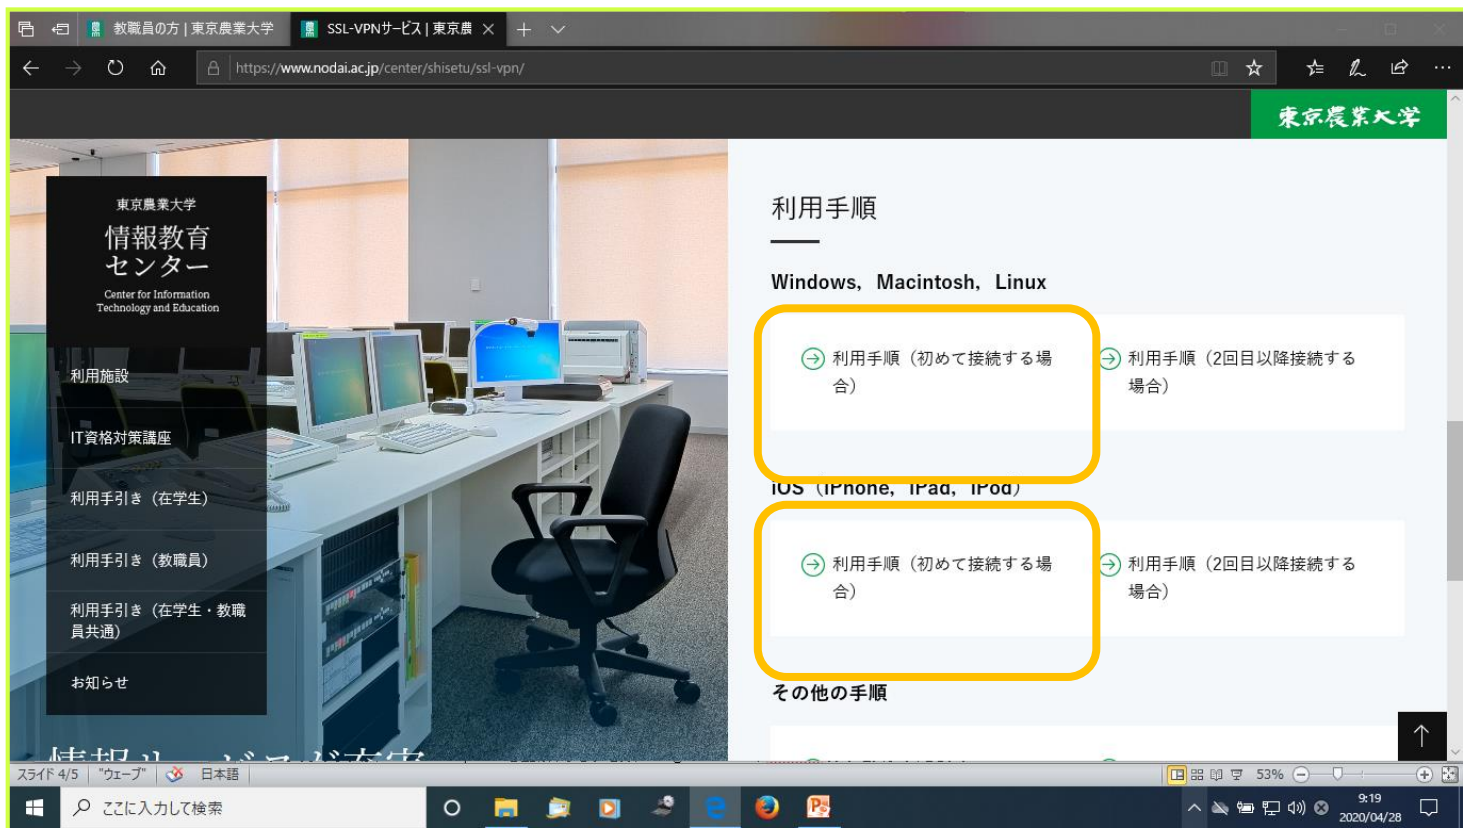 教職員の方 | 東京農業大学
SSL-VPNサービス | 東京農
https://www.nodai.ac.jp/center/shisetu/ssl-vpn/
東京農業大学
東京農業大学
情報教育
センター
Center for Information
Technology and Education
利用施設
IT資格対策講座
利用手引き（在学生）
利用手引き（教職員）
利用手引き（在学生・教職
員共通）
お知らせ
利用手順
Windows，Macintosh，Linux
利用手順（初めて接続する場
合）
利用手順（2回目以降接続する
場合）
iOS（iPhone，iPad，iPod）
利用手順（初めて接続する場
合）
利用手順（2回目以降接続する
場合）
その他の手順
スライド 4/5
"ウェーブ"
日本語
53%
ここに入力して検索
9:19
2020/04/28